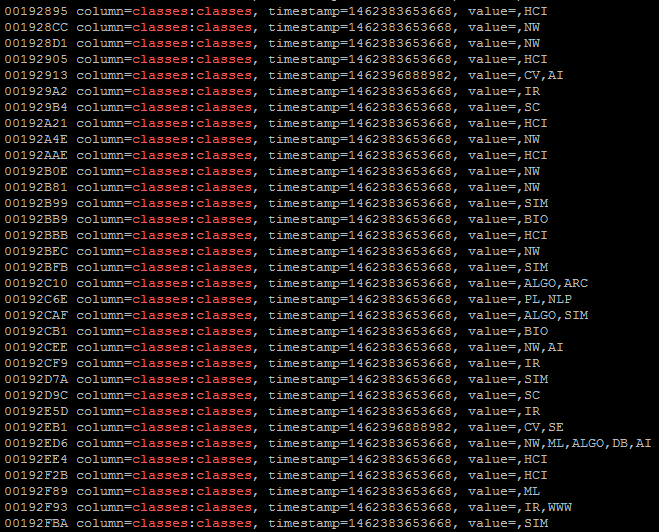 00192895 column=classes:classes, timestamp=1462383653668, value=,HCI
001928CC column=classes:classes, timestamp=1462383653668, value=,NW
001928D1 column=classes:classes, timestamp=1462383653668, value=,NW
00192905 column=classes:classes, timestamp=1462383653668, value=,HCI
00192913 column=classes:classes, timestamp=1462396888982, value=,CV,AI
001929A2 column=classes:classes, timestamp=1462383653668, value=,IR
001929B4 column=classes:classes, timestamp=1462383653668, value=,SC
00192A21 column=classes:classes, timestamp=1462383653668, value=,HCI
00192A4E column=classes:classes, timestamp=1462383653668, value=,NW
00192AAE column=classes:classes, timestamp=1462383653668, value=,HCI
00192B0E column=classes:classes, timestamp=1462383653668, value=,NW
00192B81 column=classes:classes, timestamp=1462383653668, value=,NW
00192B99 column=classes:classes, timestamp=1462383653668, value=,SIM
00192BB9 column=classes:classes, timestamp=1462383653668, value=,BIO
00192BBB column=classes:classes, timestamp=1462383653668, value=,HCI
00192BEC column=classes:classes, timestamp=1462383653668, value=,NW
00192BFB column=classes:classes, timestamp=1462383653668, value=,SIM
00192C10 column=classes:classes, timestamp=1462383653668, value=,ALGO,ARC
00192C6E column=classes:classes, timestamp=1462383653668, value=,PL,NLP
00192CAF column=classes:classes, timestamp=1462383653668, value=,ALGO,SIM
00192CB1 column=classes:classes, timestamp=1462383653668, value=,BIO
00192CEE column=classes:classes, timestamp=1462383653668, value=,NW,AI
00192CF9 column=classes:classes, timestamp=1462383653668, value=,IR
00192D7A column=classes:classes, timestamp=1462383653668, value=,SIM
00192D9C column=classes:classes, timestamp=1462383653668, value=,SC
00192E5D column=classes:classes, timestamp=1462383653668, value=,IR
00192EB1 column=classes:classes, timestamp=1462396888982, value=,CV,SE
00192ED6 column=classes:classes, timestamp=1462383653668, value=,NW,ML,ALGO,DB,AI
00192EE4 column=classes:classes, timestamp=1462383653668, value=,HCI
00192F2B column=classes:classes, timestamp=1462383653668, value=,HCI
00192F89 column=classes:classes, timestamp=1462383653668, value=,ML
00192F93 column=classes:classes, timestamp=1462383653668, value=,IR,WWW
00192FBA column=classes:classes, timestamp=1462383653668, value=,SIM